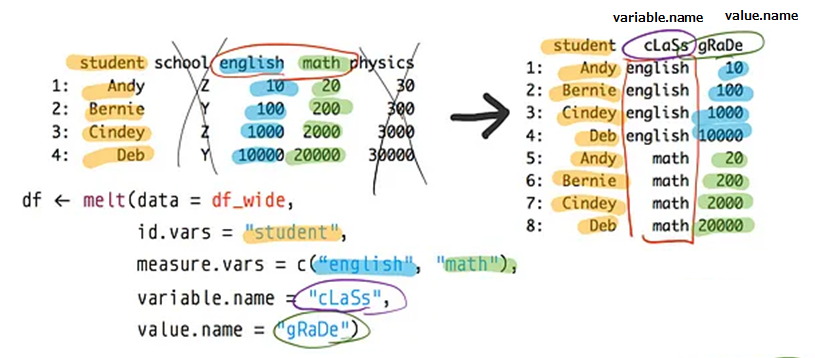 variable.name value.name
student school english math physics
1: Andy Z 10 20 30
2: Bernie Y 100 200 300
3: Cindey Z 1000 2000 3000
4: Deb Y 10000 20000 30000
student cLaSs gRaDe
1: Andy english 10
2: Bernie english 100
3: Cindey english 1000
4: Deb english 10000
5: Andy math 20
6: Bernie math 200
7: Cindey math 2000
8: Deb math 20000
df ← melt(data = df_wide,
id.vars = "student",
measure.vars = c(“english", "math"),
variable.name = "cLaSs",
value.name = "gRaDe")